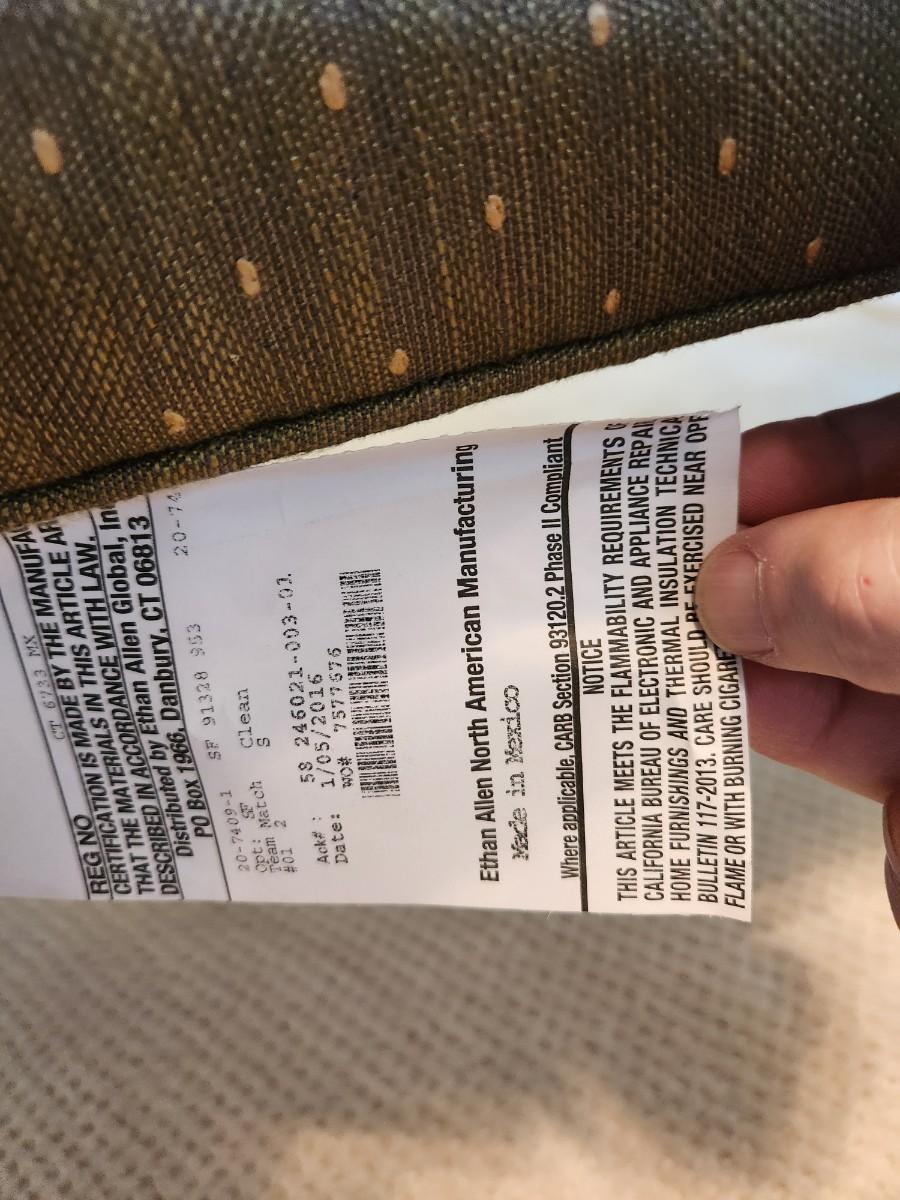 CT 6733 MX
REG NO
CERTIFICATION IS MADE BY THE MANUFA
THAT THE MATERIALS IN THIS ARTICLE AR
DESCRIBED IN ACCORDANCE WITH LAW.
Distributed by Ethan Allen Global, In
PO Box 1966, Danbury, CT 06813
20-7409-1 SF 91328 953 20-74
Opt: SF Clean
Team Match S
#01 2
Ack#: 58 246021-003-01
Date: 1/05/2016
WO# 7577676
Ethan Allen North American Manufacturing
Made in Mexico
Where applicable, CARB Section 93120.2 Phase II Compliant
NOTICE
THIS ARTICLE MEETS THE FLAMMABILITY REQUIREMENTS
CALIFORNIA BUREAU OF ELECTRONIC AND APPLIANCE REPAI
HOME FURNISHINGS AND THERMAL INSULATION TECHNICA
BULLETIN 117-2013. CARE SHOULD BE EXERCISED NEAR OPE
FLAME OR WITH BURNING CIGARE